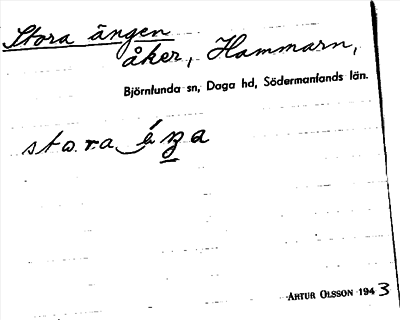 Stora ängen
åker, Hammarn,
Björnlunda sn, Daga hd, Södermanlands län.
ARTUR OLSSON 1943